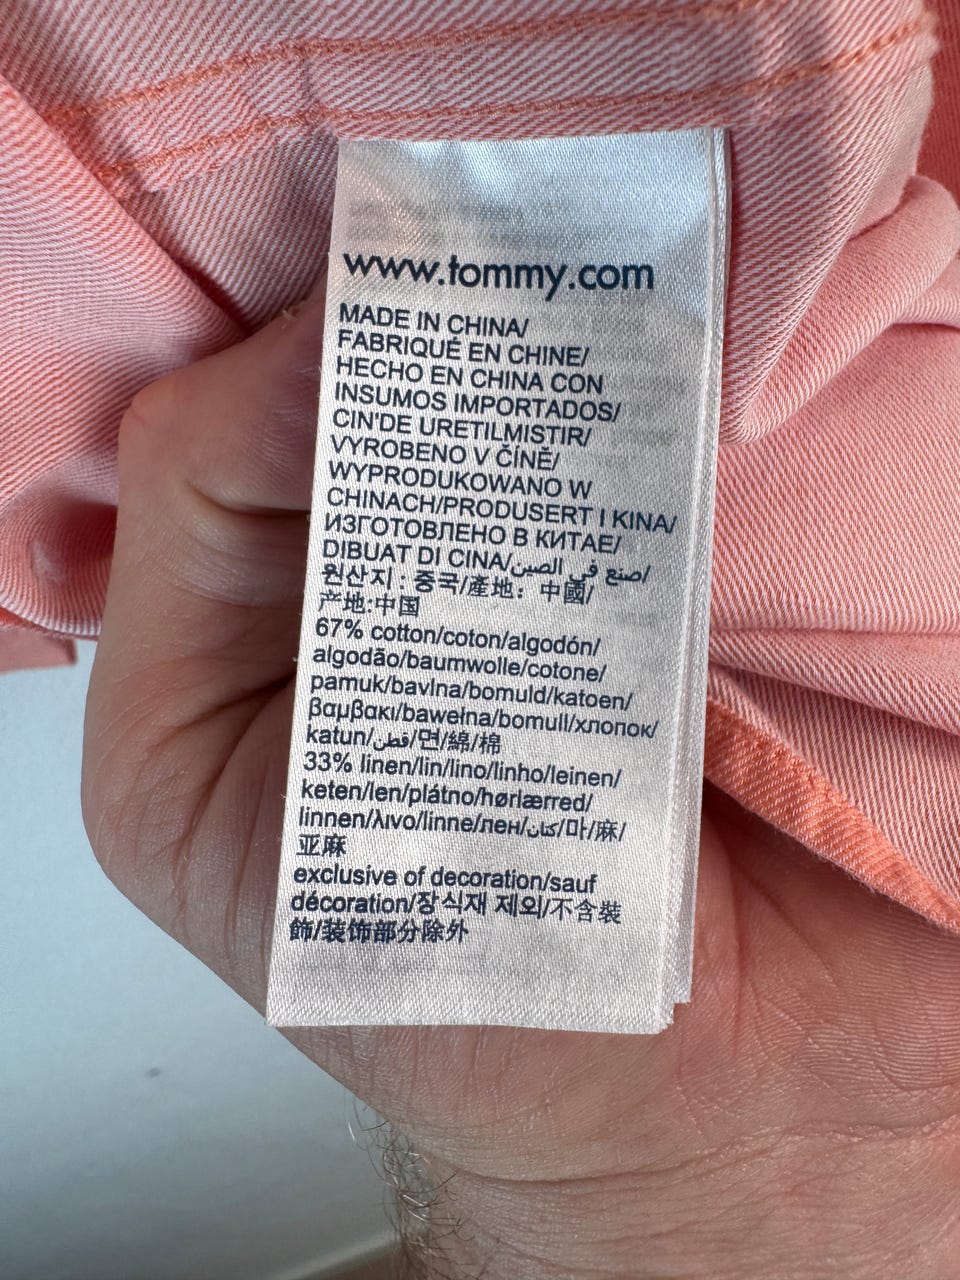 www.tommy.com
MADE IN CHINA/
FABRIQUÉ EN CHINE/
HECHO EN CHINA CON
INSUMOS IMPORTADOS/
CIN'DE URETILMISTIR/
VYROBENO V ČÍNĚ/
WYPRODUKOWANO W
CHINACH/PRODUSERT I KINA/
ИЗГОТОВЛЕНО В КИТАЕ/
DIBUAT DI CINA/صنع في الصين/
원산지 : 중국/產地：中國/
产地:中国
67% cotton/coton/algodón/
algodão/baumwolle/cotone/
pamuk/bavlna/bomuld/katoen/
βαμβακι/bawełna/bomull/хлопок/
katun/قطن/면/綿/棉
33% linen/lin/lino/linho/leinen/
keten/len/plátno/hørlærred/
linnen/λινο/linne/лен/كتان/마/麻/
亚麻
exclusive of decoration/sauf
décoration/장식재 제외/不含裝
飾/装饰部分除外